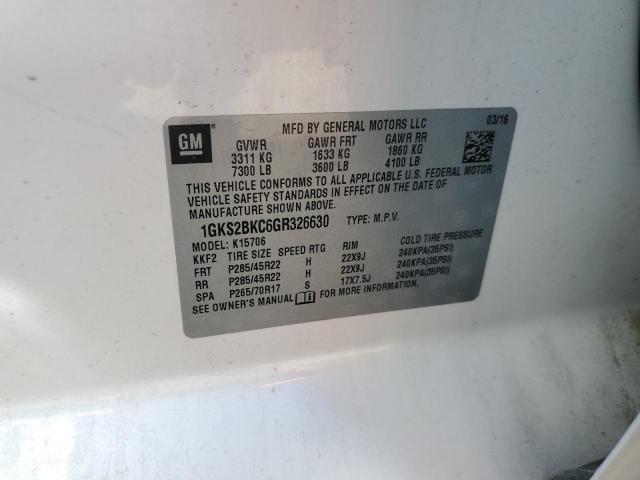 GM
MFD BY GENERAL MOTORS LLC 03/16
GVWR GAWR FRT GAWR RR
3311 KG 1633 KG 1860 KG
7300 LB 3600 LB 4100 LB
THIS VEHICLE CONFORMS TO ALL APPLICABLE U.S. FEDERAL MOTOR
VEHICLE SAFETY STANDARDS IN EFFECT ON THE DATE OF
MANUFACTURE SHOWN ABOVE.
1GKS2BKC6GR326630 TYPE: M.P.V.
MODEL: K15706
KKF2 TIRE SIZE SPEED RTG RIM COLD TIRE PRESSURE
FRT P285/45R22 H 22X9J 240KPA(35PSI)
RR P285/45R22 H 22X9J 240KPA(35PSI)
SPA P265/70R17 S 17X7.5J 240KPA(35PSI)
SEE OWNER'S MANUAL FOR MORE INFORMATION.